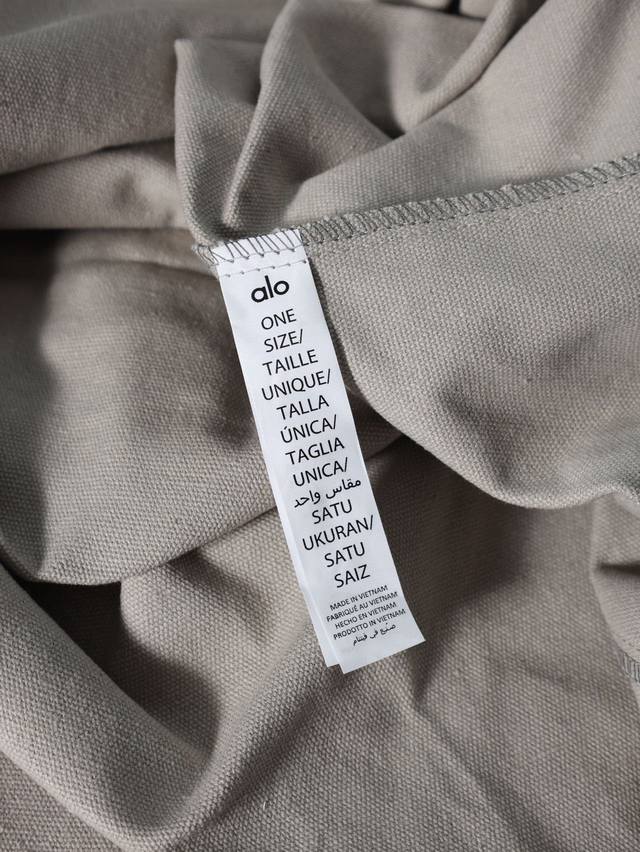 alo
ONE
SIZE/
TAILLE
UNIQUE/
TALLA
ÚNICA/
TAGLIA
UNICA/
مقاس واحد
SATU
UKURAN/
SATU
SAIZ
MADE IN VIETNAM
FABRIQUÉ AU VIETNAM
HECHO EN VIETNAM
PRODOTTO IN VIETNAM
صنع في فيتنام